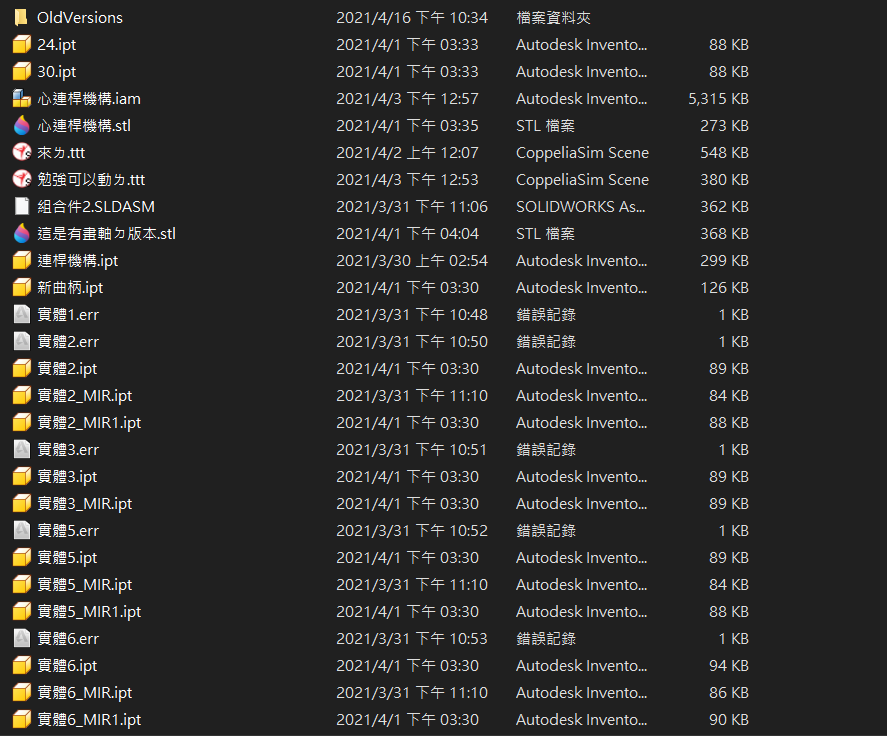 OldVersions 2021/4/16 下午 10:34 檔案資料夾
24.ipt 2021/4/1 下午 03:33 Autodesk Invento... 88 KB
30.ipt 2021/4/1 下午 03:33 Autodesk Invento... 88 KB
心連桿機構.iam 2021/4/3 下午 12:57 Autodesk Invento... 5,315 KB
心連桿機構.stl 2021/4/1 下午 03:35 STL 檔案 273 KB
來ㄌ.ttt 2021/4/2 上午 12:07 CoppeliaSim Scene 548 KB
勉強可以動ㄌ.ttt 2021/4/3 下午 12:53 CoppeliaSim Scene 380 KB
組合件2.SLDASM 2021/3/31 下午 11:06 SOLIDWORKS As... 362 KB
這是有畫軸ㄉ版本.stl 2021/4/1 下午 04:04 STL 檔案 368 KB
連桿機構.ipt 2021/3/30 上午 02:54 Autodesk Invento... 299 KB
新曲柄.ipt 2021/4/1 下午 03:30 Autodesk Invento... 126 KB
實體1.err 2021/3/31 下午 10:48 錯誤記錄 1 KB
實體2.err 2021/3/31 下午 10:50 錯誤記錄 1 KB
實體2.ipt 2021/4/1 下午 03:30 Autodesk Invento... 89 KB
實體2_MIR.ipt 2021/3/31 下午 11:10 Autodesk Invento... 84 KB
實體2_MIR1.ipt 2021/4/1 下午 03:30 Autodesk Invento... 88 KB
實體3.err 2021/3/31 下午 10:51 錯誤記錄 1 KB
實體3.ipt 2021/4/1 下午 03:30 Autodesk Invento... 89 KB
實體3_MIR.ipt 2021/4/1 下午 03:30 Autodesk Invento... 89 KB
實體5.err 2021/3/31 下午 10:52 錯誤記錄 1 KB
實體5.ipt 2021/4/1 下午 03:30 Autodesk Invento... 89 KB
實體5_MIR.ipt 2021/3/31 下午 11:10 Autodesk Invento... 84 KB
實體5_MIR1.ipt 2021/4/1 下午 03:30 Autodesk Invento... 88 KB
實體6.err 2021/3/31 下午 10:53 錯誤記錄 1 KB
實體6.ipt 2021/4/1 下午 03:30 Autodesk Invento... 94 KB
實體6_MIR.ipt 2021/3/31 下午 11:10 Autodesk Invento... 86 KB
實體6_MIR1.ipt 2021/4/1 下午 03:30 Autodesk Invento... 90 KB